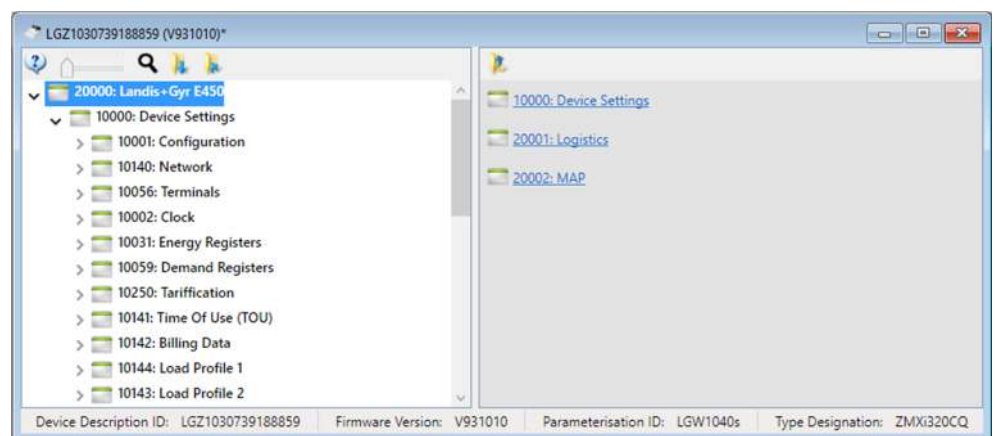 LGZ1030739188859 (V931010)*
20000: Landis+Gyr E450
10000: Device Settings
10001: Configuration
10140: Network
10056: Terminals
10002: Clock
10031: Energy Registers
10059: Demand Registers
10250: Tariffication
10141: Time Of Use (TOU)
10142: Billing Data
10144: Load Profile 1
10143: Load Profile 2
10000: Device Settings
20001: Logistics
20002: MAP
Device Description ID: LGZ1030739188859 Firmware Version: V931010 Parameterisation ID: LGW1040s Type Designation: ZMXi320CQ